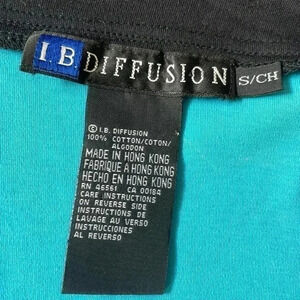 I.B. DIFFUSION S/CH
© I.B. DIFFUSION
100% COTTON/COTON/
ALGODON
MADE IN HONG KONG
FABRIQUE À HONG KONG
HECHO EN HONG KONG
RN 46561 CA 00184
CARE INSTRUCTIONS
ON REVERSE SIDE
INSTRUCTIONS DE
LAVAGE AU VERSO
INSTRUCCIONES
AL REVERSO